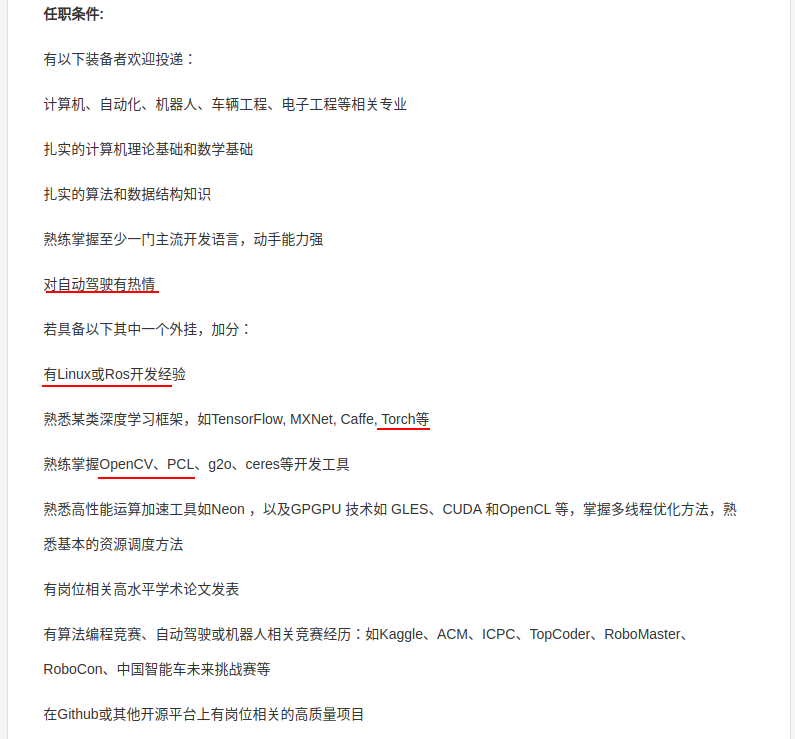 任职条件:
有以下装备者欢迎投递：
计算机、自动化、机器人、车辆工程、电子工程等相关专业
扎实的计算机理论基础和数学基础
扎实的算法和数据结构知识
熟练掌握至少一门主流开发语言，动手能力强
对自动驾驶有热情
若具备以下其中一个外挂，加分：
有Linux或Ros开发经验
熟悉某类深度学习框架，如TensorFlow, MXNet, Caffe, Torch等
熟练掌握OpenCV、PCL、g2o、ceres等开发工具
熟悉高性能运算加速工具如Neon ，以及GPGPU 技术如 GLES、CUDA 和OpenCL 等，掌握多线程优化方法，熟
悉基本的资源调度方法
有岗位相关高水平学术论文发表
有算法编程竞赛、自动驾驶或机器人相关竞赛经历：如Kaggle、ACM、ICPC、TopCoder、RoboMaster、
RoboCon、中国智能车未来挑战赛等
在Github或其他开源平台上有岗位相关的高质量项目